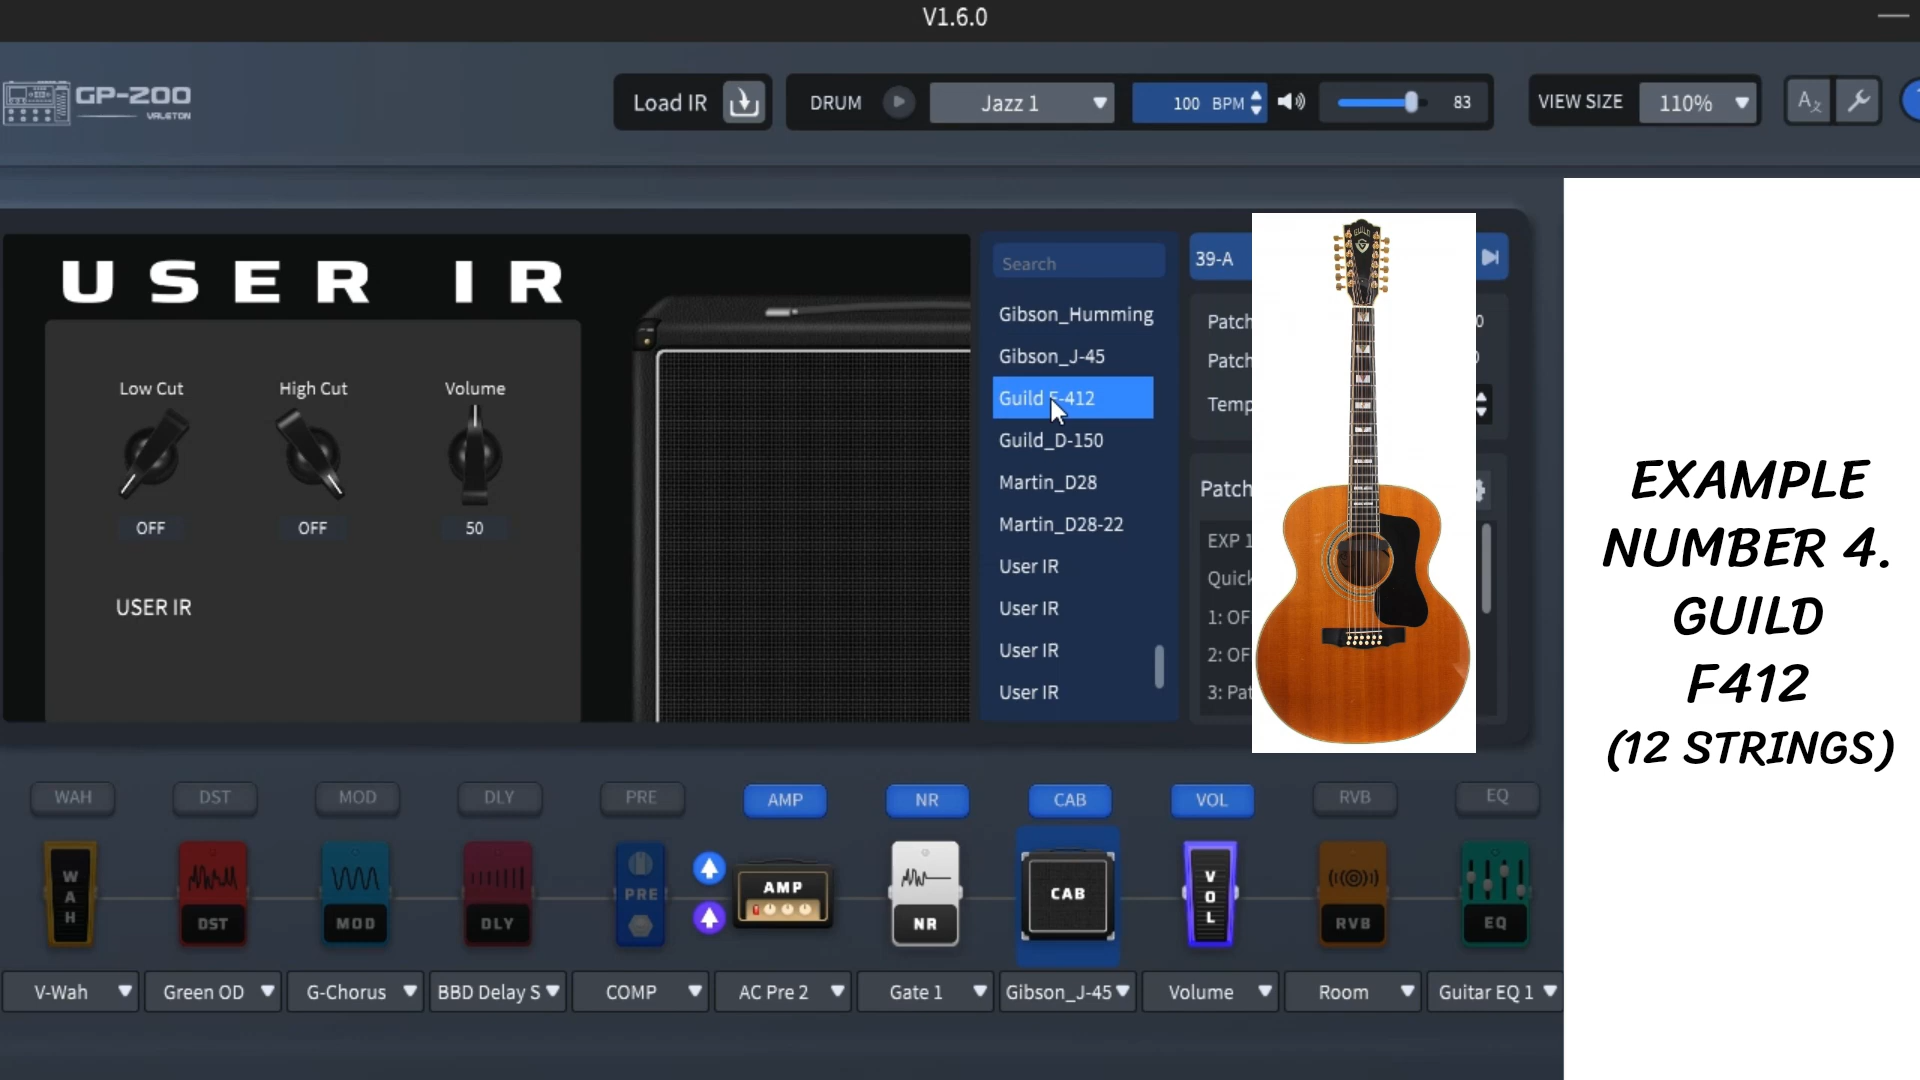 V1.6.0
GP-200
VALETON
Load IR
DRUM
Jazz 1
100 BPM
83
VIEW SIZE
110%
USER IR
Low Cut
High Cut
Volume
OFF
OFF
50
USER IR
Search
Gibson_Humming
Gibson_J-45
Guild F-412
Guild_D-150
Martin_D28
Martin_D28-22
User IR
User IR
User IR
User IR
39-A
Patch
Patch
Temp
Patch
EXP 1
Quick
1: OF
2: OF
3: Pat
GUILD
EXAMPLE
NUMBER 4.
GUILD
F412
(12 STRINGS)
WAH
DST
MOD
DLY
PRE
AMP
NR
CAB
VOL
RVB
EQ
WAH
DST
MOD
DLY
PRE
AMP
NR
CAB
VOL
RVB
EQ
V-Wah
Green OD
G-Chorus
BBD Delay S
COMP
AC Pre 2
Gate 1
Gibson_J-45
Volume
Room
Guitar EQ 1